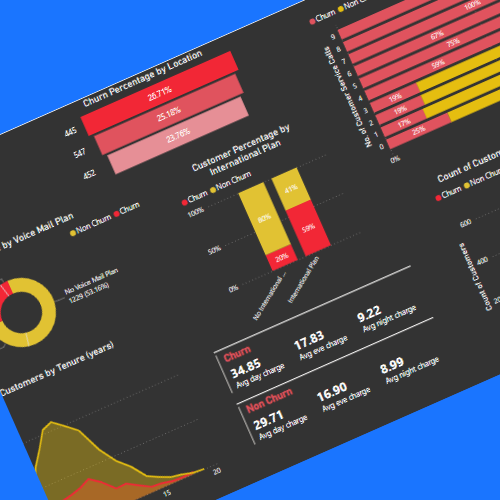 Churn Percentage by Location
445
26.71%
547
25.18%
452
23.76%
Churn Non Chu
No of Customer Service Calls
9
8
7
6
5
4
3
2
1
0
100%
67%
75%
59%
19%
19%
17%
25%
0%
Customer Percentage by
International Plan
Churn Non Churn
100%
50%
0%
80%
20%
41%
59%
No International ...
International Plan
by Voice Mail Plan
Non Churn Churn
No Voice Mail Plan
1229 (53.16%)
Count of Custom
Churn Non Chur
Count of Customers
600
400
200
Customers by Tenure (years)
15
20
Churn
34.85
Avg day charge
17.83
Avg eve charge
9.22
Avg night charge
Non Churn
29.71
Avg day charge
16.90
Avg eve charge
8.99
Avg night charge